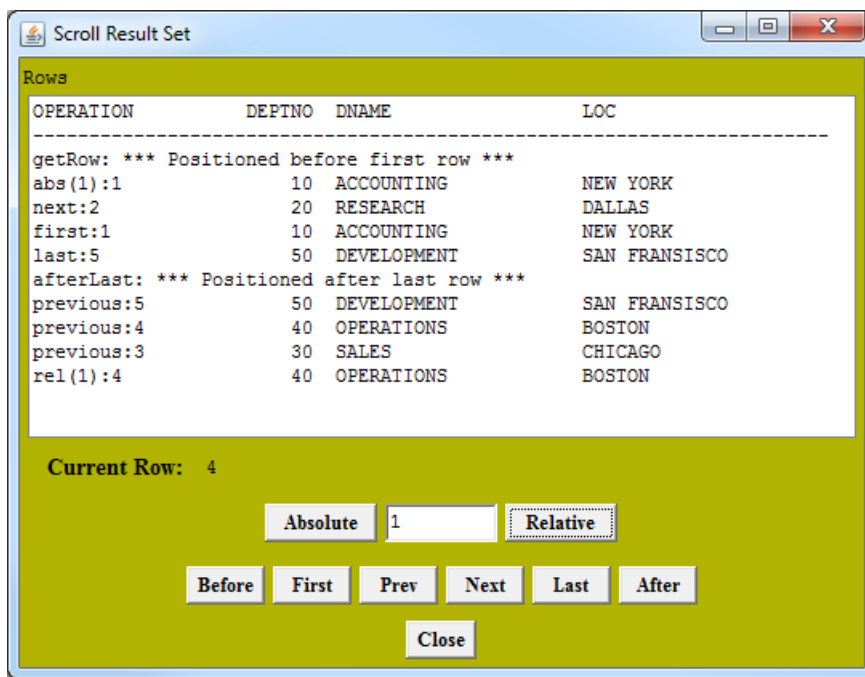 Scroll Result Set
Rows
OPERATION DEPTNO DNAME LOC
-----------------------------------------------------------------------
getRow: *** Positioned before first row ***
abs(1):1 10 ACCOUNTING NEW YORK
next:2 20 RESEARCH DALLAS
first:1 10 ACCOUNTING NEW YORK
last:5 50 DEVELOPMENT SAN FRANSISCO
afterLast: *** Positioned after last row ***
previous:5 50 DEVELOPMENT SAN FRANSISCO
previous:4 40 OPERATIONS BOSTON
previous:3 30 SALES CHICAGO
rel(1):4 40 OPERATIONS BOSTON
Current Row: 4
Absolute 1 Relative
Before First Prev Next Last After
Close